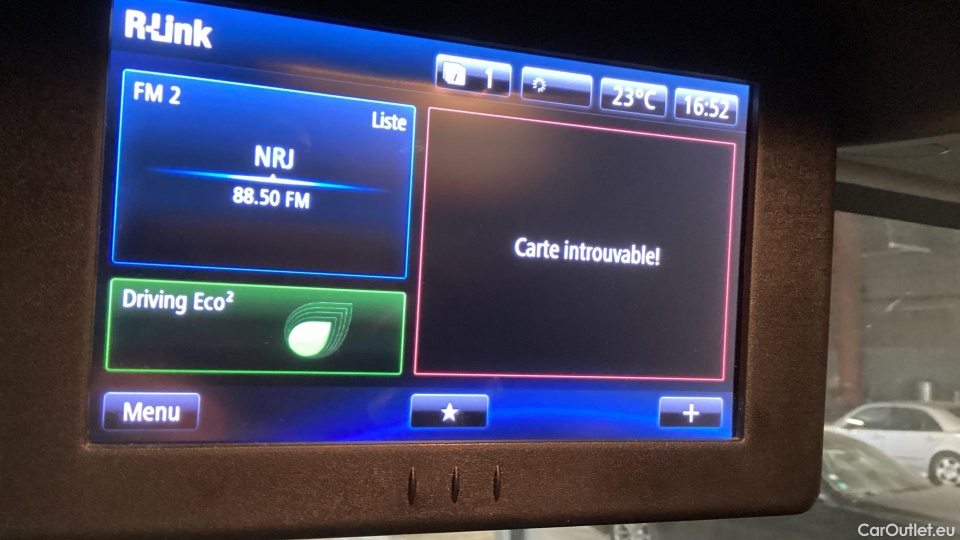 R-Link
1
23°C
16:52
FM 2
Liste
NRJ
88.50 FM
Carte introuvable!
Driving Eco²
Menu
+
CarOutlet.eu